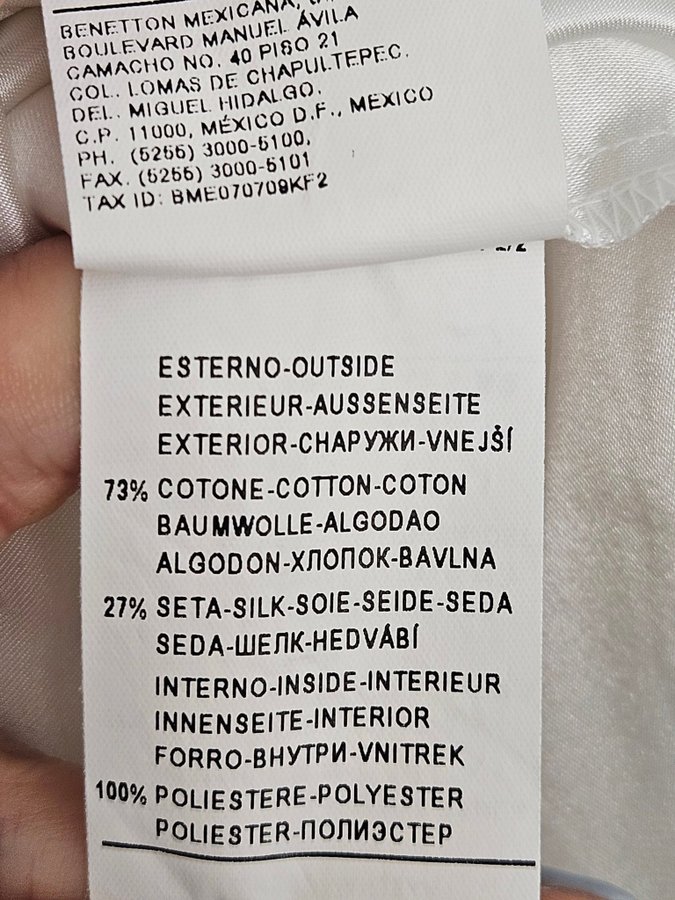 BENETTON MEXICANA,
BOULEVARD MANUEL ÁVILA
CAMACHO NO. 40 PISO 21
COL. LOMAS DE CHAPULTEPEC.
DEL. MIGUEL HIDALGO.
C.P. 11000, MÉXICO D.F., MEXICO
PH. (5255) 3000-5100,
FAX. (5255) 3000-5101
TAX ID: BME070709KF2
ESTERNO-OUTSIDE
EXTERIEUR-AUSSENSEITE
EXTERIOR-СНАРУЖИ-VNEJŠÍ
73% COTONE-COTTON-COTON
BAUMWOLLE-ALGODAO
ALGODON-ХЛОПОК-BAVLNA
27% SETA-SILK-SOIE-SEIDE-SEDA
SEDA-ШЕЛК-HEDVÁBÍ
INTERNO-INSIDE-INTERIEUR
INNENSEITE-INTERIOR
FORRO-ВНУТРИ-VNITREK
100% POLIESTERE-POLYESTER
POLIESTER-ПОЛИЭСТЕР